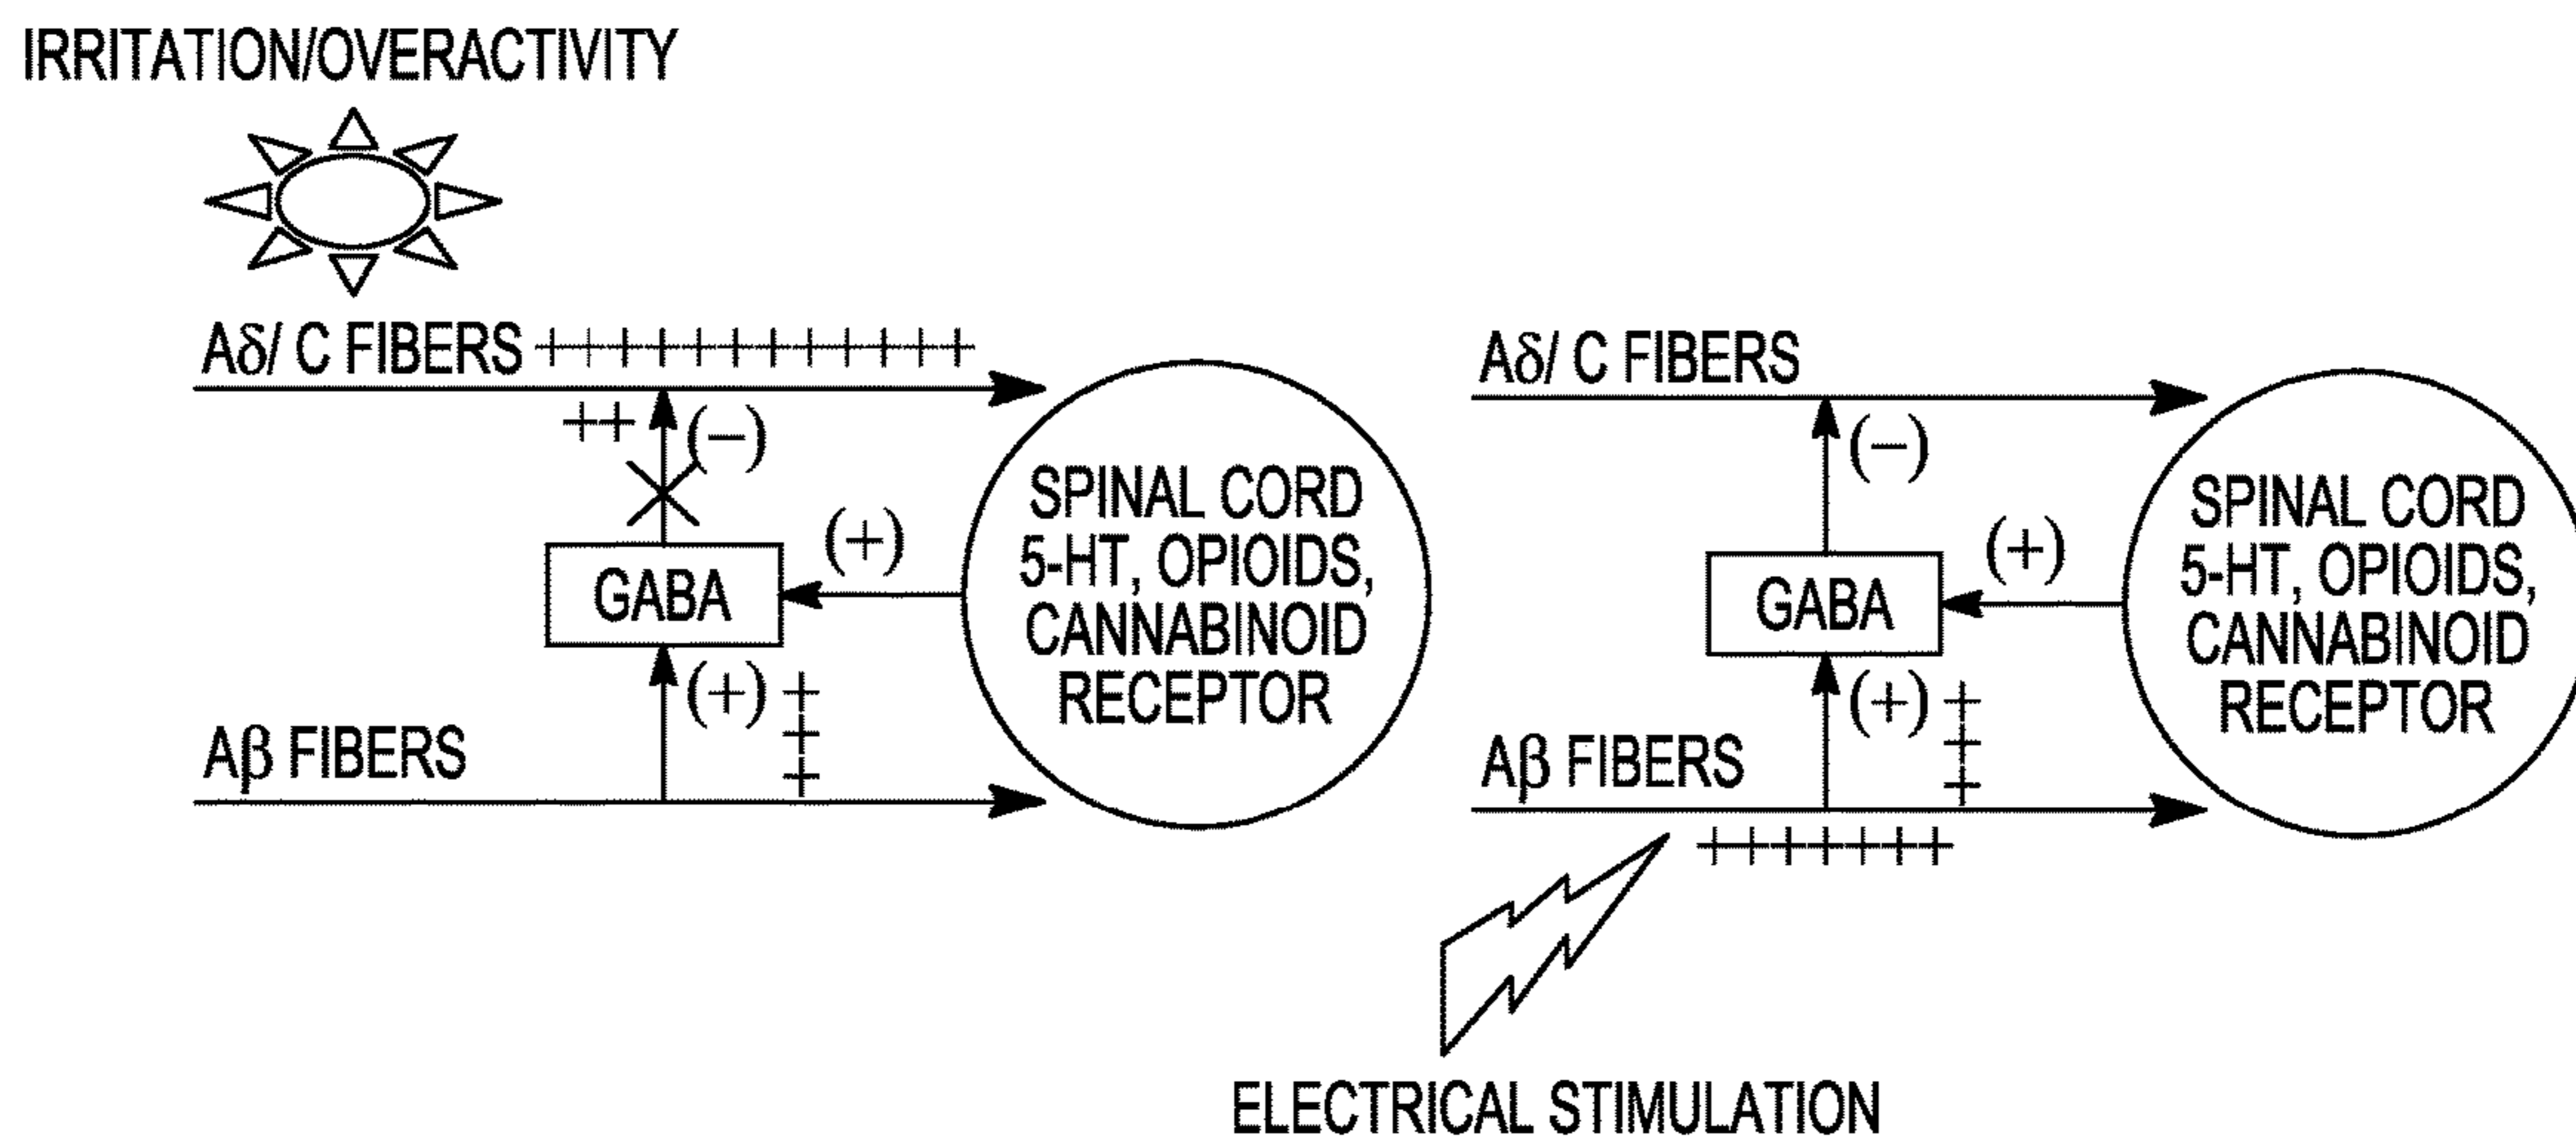 IRRITATION/OVERACTIVITY
Aδ/ C FIBERS ++++++++++++
++ (−)
GABA
(+)
(+) +
+
+
Aβ FIBERS
SPINAL CORD
5-HT, OPIOIDS,
CANNABINOID
RECEPTOR
Aδ/ C FIBERS
(−)
GABA
(+)
(+) +
+
+
Aβ FIBERS
+++++++
SPINAL CORD
5-HT, OPIOIDS,
CANNABINOID
RECEPTOR
ELECTRICAL STIMULATION